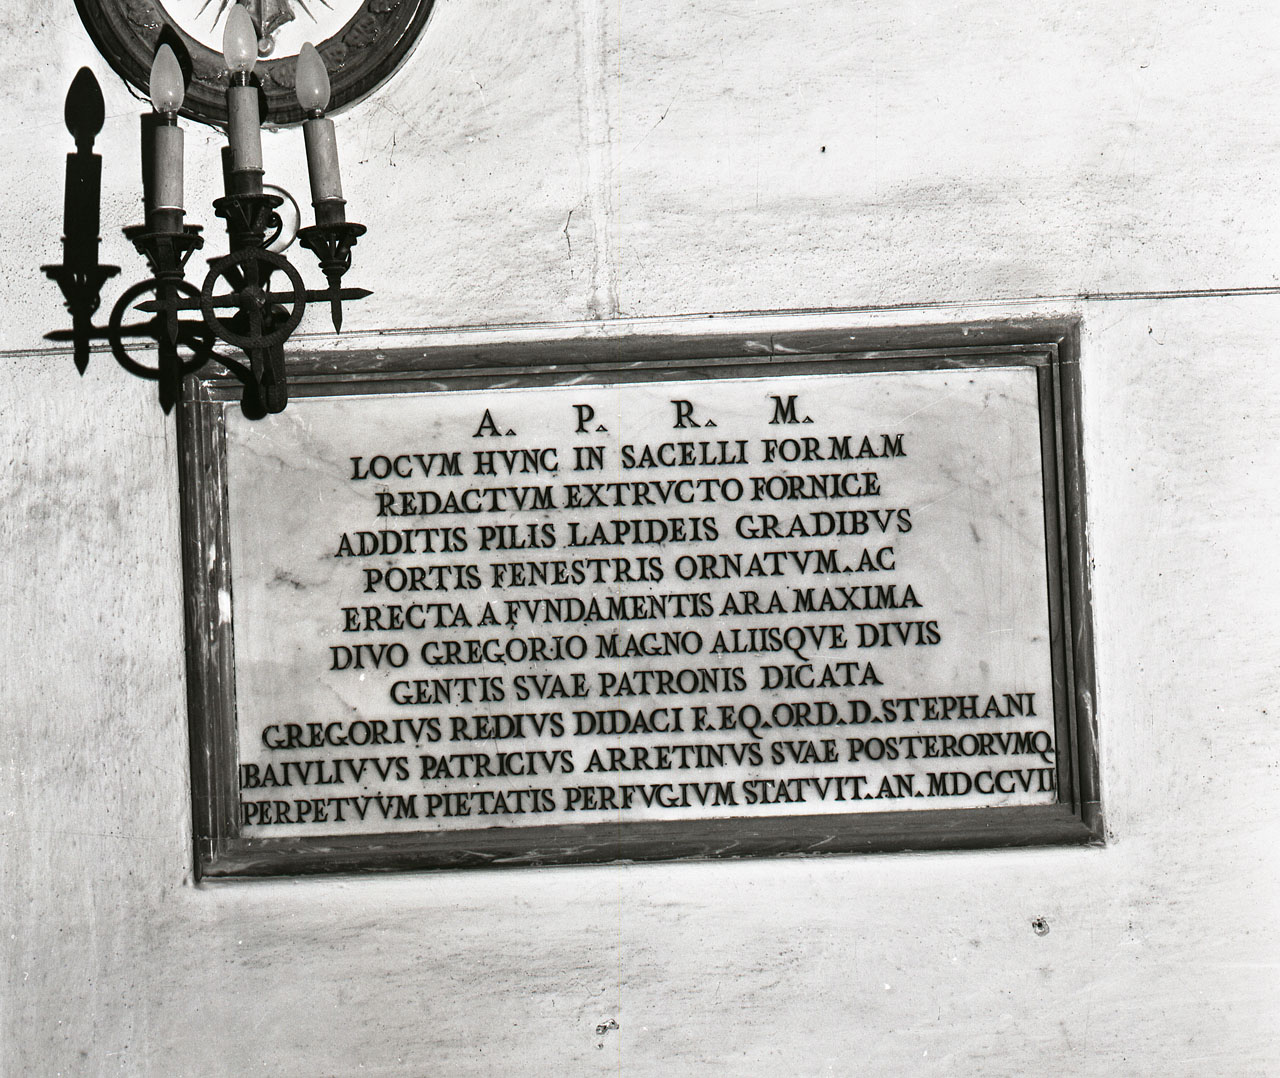 A. P. R. M.
LOCVM HVNC IN SACELLI FORMAM
REDACTVM EXTRVCTO FORNICE
ADDITIS PILIS LAPIDEIS GRADIBVS
PORTIS FENESTRIS ORNATVM. AC
ERECTA A FVNDAMENTIS ARA MAXIMA
DIVO GREGORIO MAGNO ALIISQVE DIVIS
GENTIS SVAE PATRONIS DICATA
GREGORIVS REDIVS DIDACI F. EQ. ORD. D. STEPHANI
BAIVLIVVS PATRICIVS ARRETINVS SVAE POSTERORVMQ.
PERPETVVM PIETATIS PERFVGIVM STATVIT. AN. MDCCVII